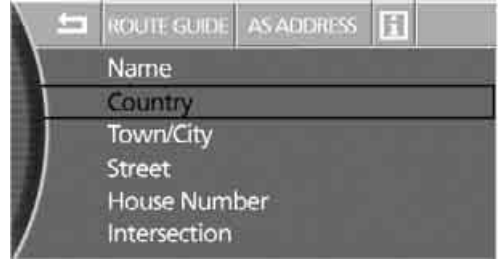 ROUTE GUIDE AS ADDRESS i
Name
Country
Town/City
Street
House Number
Intersection